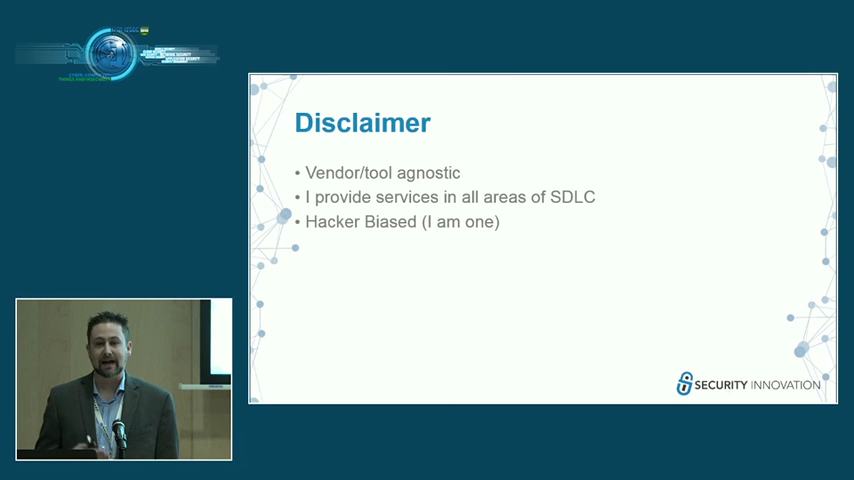 Disclaimer
• Vendor/tool agnostic
• I provide services in all areas of SDLC
• Hacker Biased (I am one)
SECURITY INNOVATION